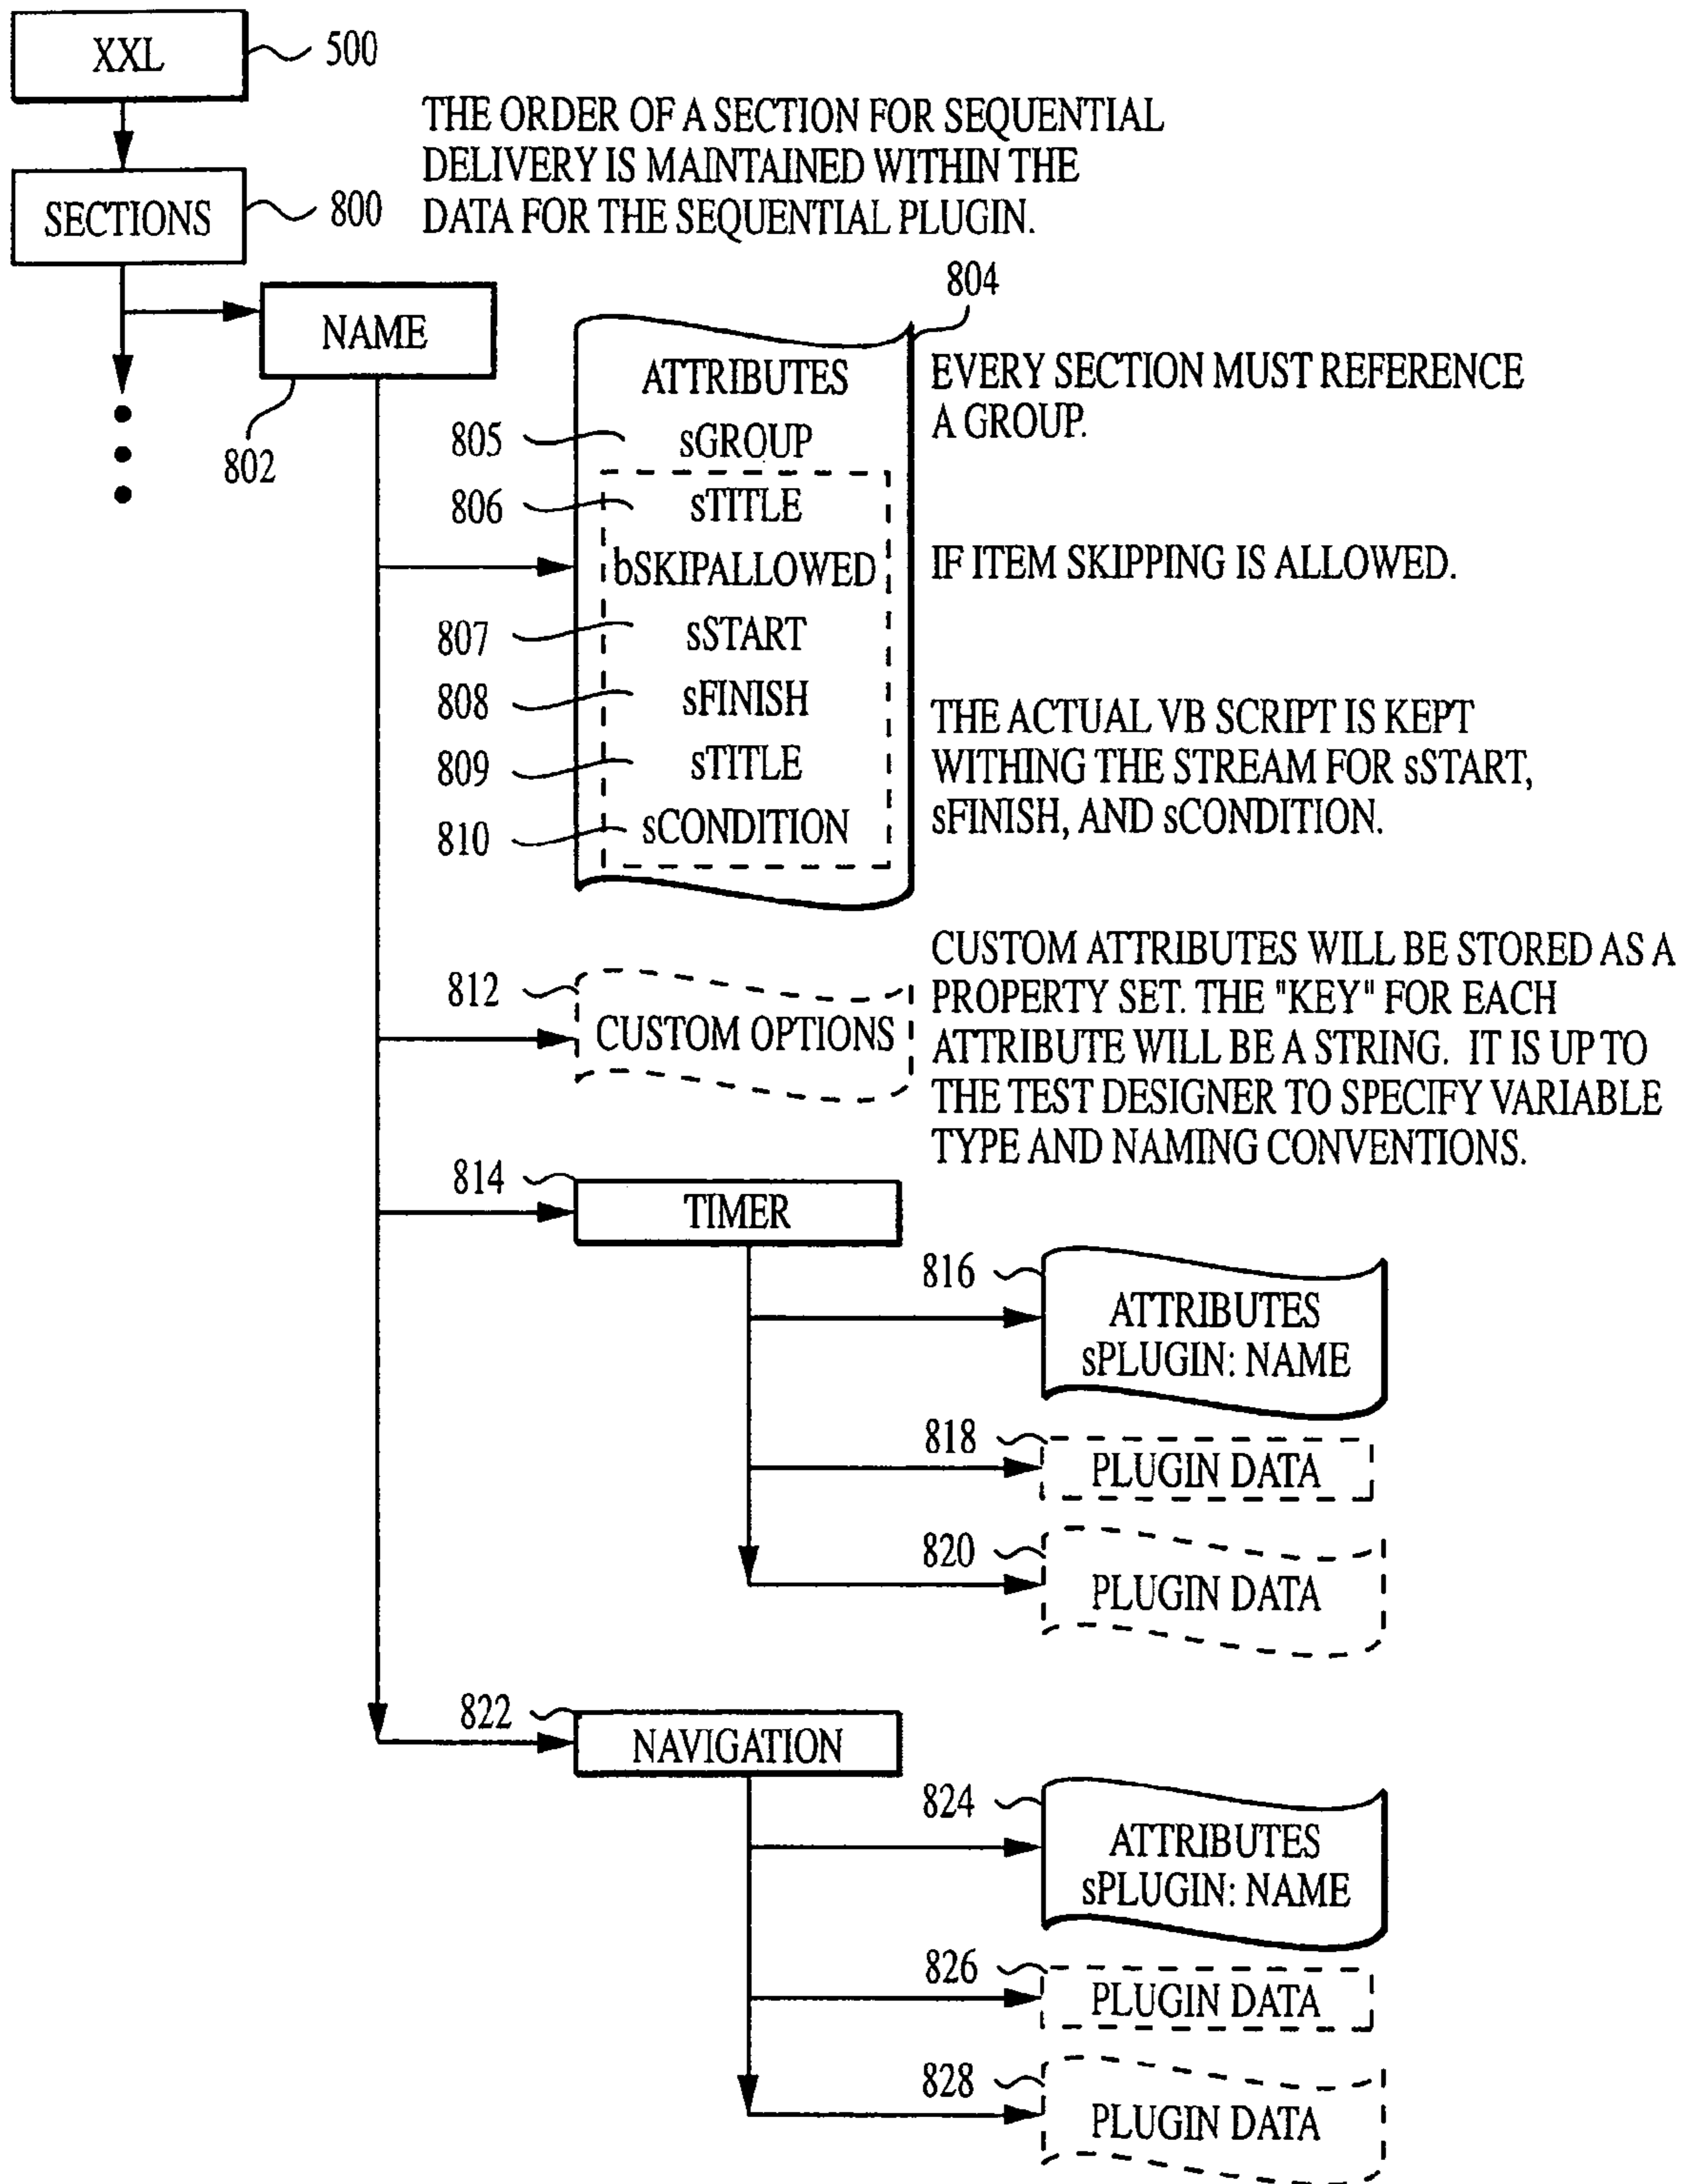 XXL
500
THE ORDER OF A SECTION FOR SEQUENTIAL
DELIVERY IS MAINTAINED WITHIN THE
DATA FOR THE SEQUENTIAL PLUGIN.
SECTIONS
800
NAME
802
804
ATTRIBUTES
EVERY SECTION MUST REFERENCE
A GROUP.
805
sGROUP
806
sTITLE
bSKIPALLOWED
IF ITEM SKIPPING IS ALLOWED.
807
sSTART
808
sFINISH
809
sTITLE
810
sCONDITION
THE ACTUAL VB SCRIPT IS KEPT
WITHING THE STREAM FOR sSTART,
sFINISH, AND sCONDITION.
812
CUSTOM OPTIONS
CUSTOM ATTRIBUTES WILL BE STORED AS A
PROPERTY SET. THE "KEY" FOR EACH
ATTRIBUTE WILL BE A STRING. IT IS UP TO
THE TEST DESIGNER TO SPECIFY VARIABLE
TYPE AND NAMING CONVENTIONS.
814
TIMER
816
ATTRIBUTES
sPLUGIN: NAME
818
PLUGIN DATA
820
PLUGIN DATA
822
NAVIGATION
824
ATTRIBUTES
sPLUGIN: NAME
826
PLUGIN DATA
828
PLUGIN DATA